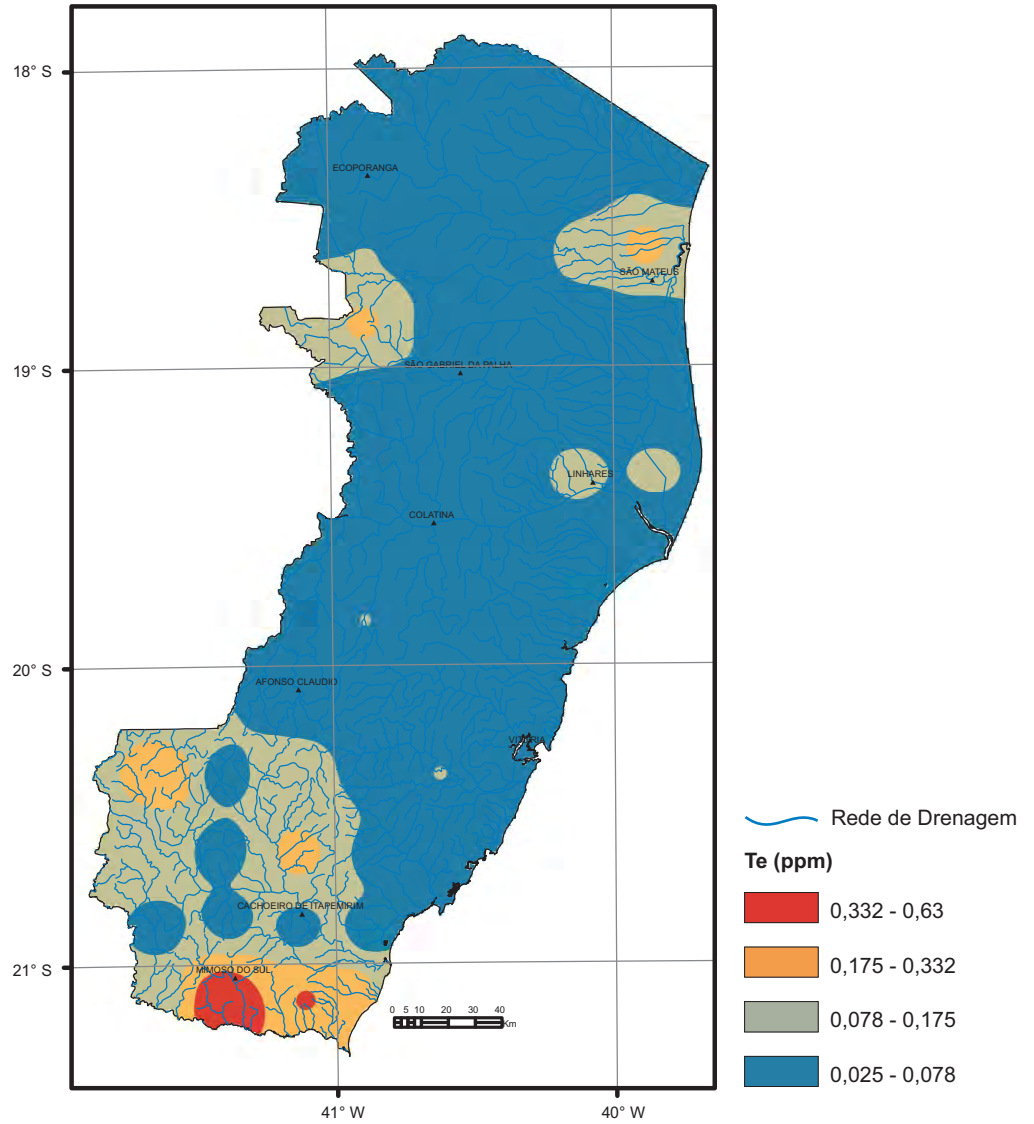 18° S
ECOPORANGA
SÃO MATEUS
19° S
SÃO GABRIEL DA PALHA
LINHARES
COLATINA
20° S
AFONSO CLAUDIO
VITÓRIA
CACHOEIRO DE ITAPEMIRIM
21° S
MIMOSO DO SUL
0 5 10 20 30 40
Km
41° W
40° W
Rede de Drenagem
Te (ppm)
0,332 - 0,63
0,175 - 0,332
0,078 - 0,175
0,025 - 0,078